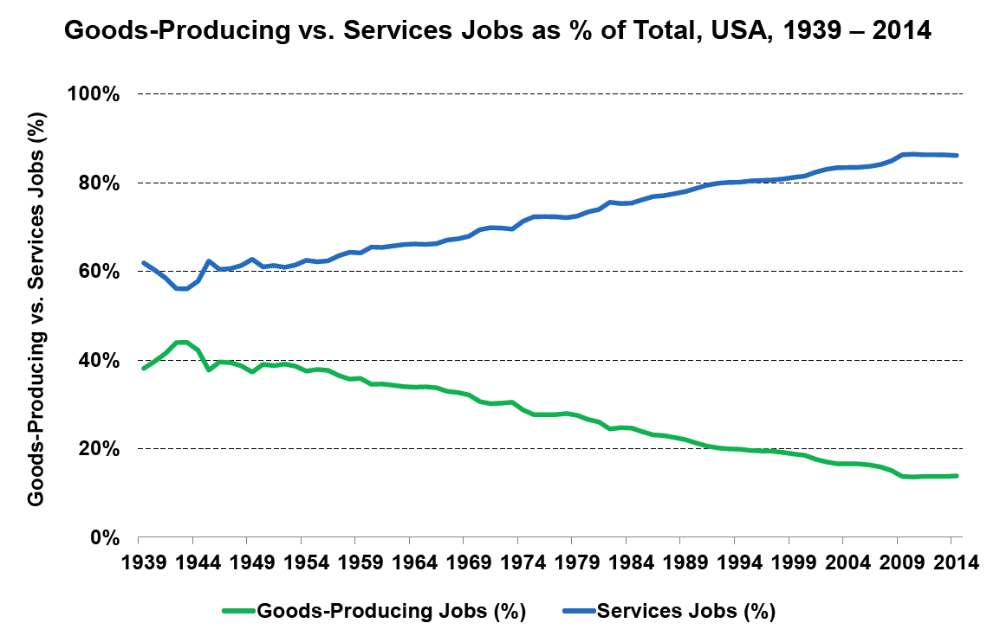 Goods-Producing vs. Services Jobs as % of Total, USA, 1939 – 2014
Goods-Producing vs. Services Jobs (%)
100%
80%
60%
40%
20%
0%
1939 1944 1949 1954 1959 1964 1969 1974 1979 1984 1989 1994 1999 2004 2009 2014
Goods-Producing Jobs (%) Services Jobs (%)